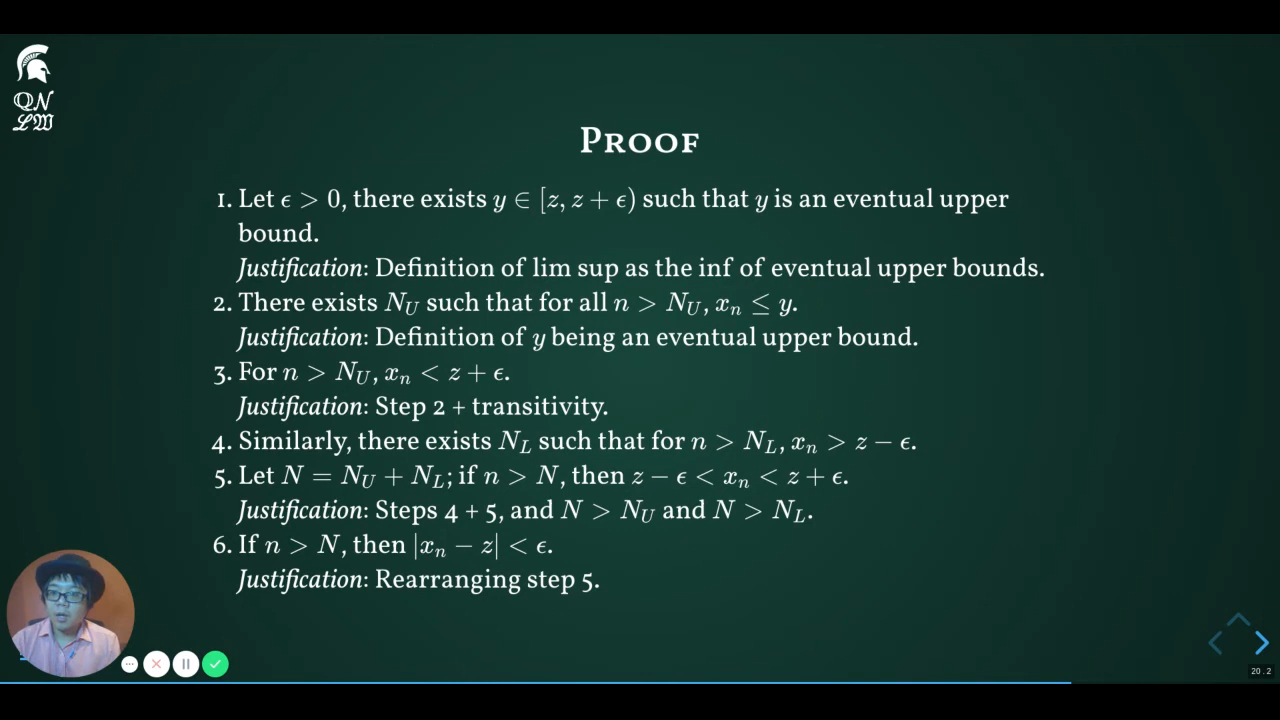 QN
LW
Proof
1. Let ϵ > 0, there exists y ∈ [z, z + ϵ) such that y is an eventual upper
bound.
Justification: Definition of lim sup as the inf of eventual upper bounds.
2. There exists N_U such that for all n > N_U, x_n ≤ y.
Justification: Definition of y being an eventual upper bound.
3. For n > N_U, x_n < z + ϵ.
Justification: Step 2 + transitivity.
4. Similarly, there exists N_L such that for n > N_L, x_n > z − ϵ.
5. Let N = N_U + N_L; if n > N, then z − ϵ < x_n < z + ϵ.
Justification: Steps 4 + 5, and N > N_U and N > N_L.
6. If n > N, then |x_n − z| < ϵ.
Justification: Rearranging step 5.
20.2